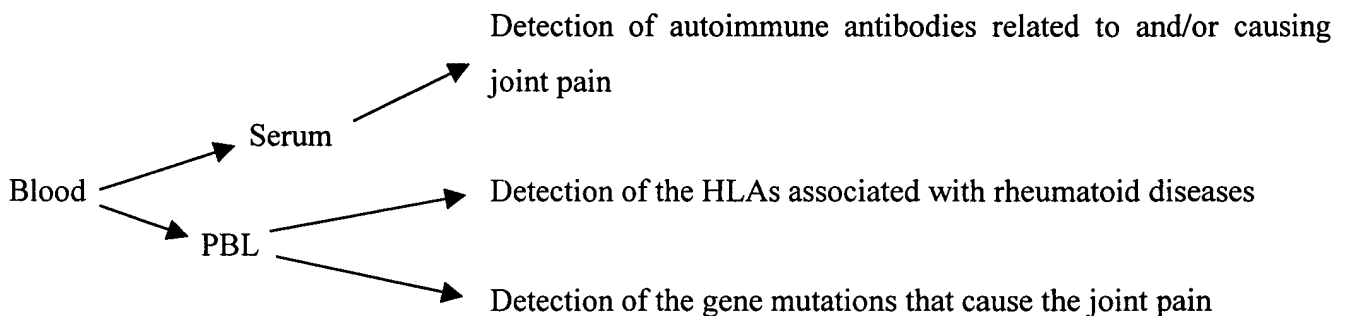 Detection of autoimmune antibodies related to and/or causing
joint pain
Serum
Blood
Detection of the HLAs associated with rheumatoid diseases
PBL
Detection of the gene mutations that cause the joint pain